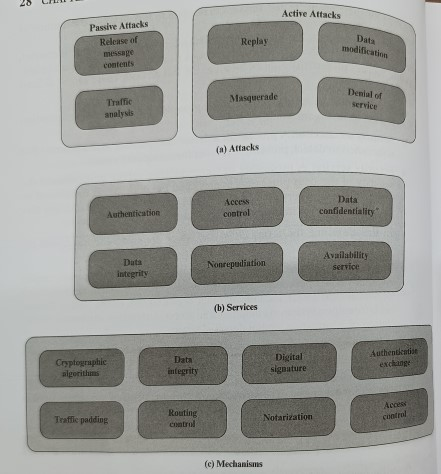 28
Passive Attacks
Release of
message
contents
Traffic
analysis
Active Attacks
Replay
Data
modification
Masquerade
Denial of
service
(a) Attacks
Authentication
Access
control
Data
confidentiality
Data
integrity
Nonrepudiation
Availability
service
(b) Services
Cryptographic
algorithms
Data
integrity
Digital
signature
Authentication
exchange
Traffic padding
Routing
control
Notarization
Access
control
(c) Mechanisms